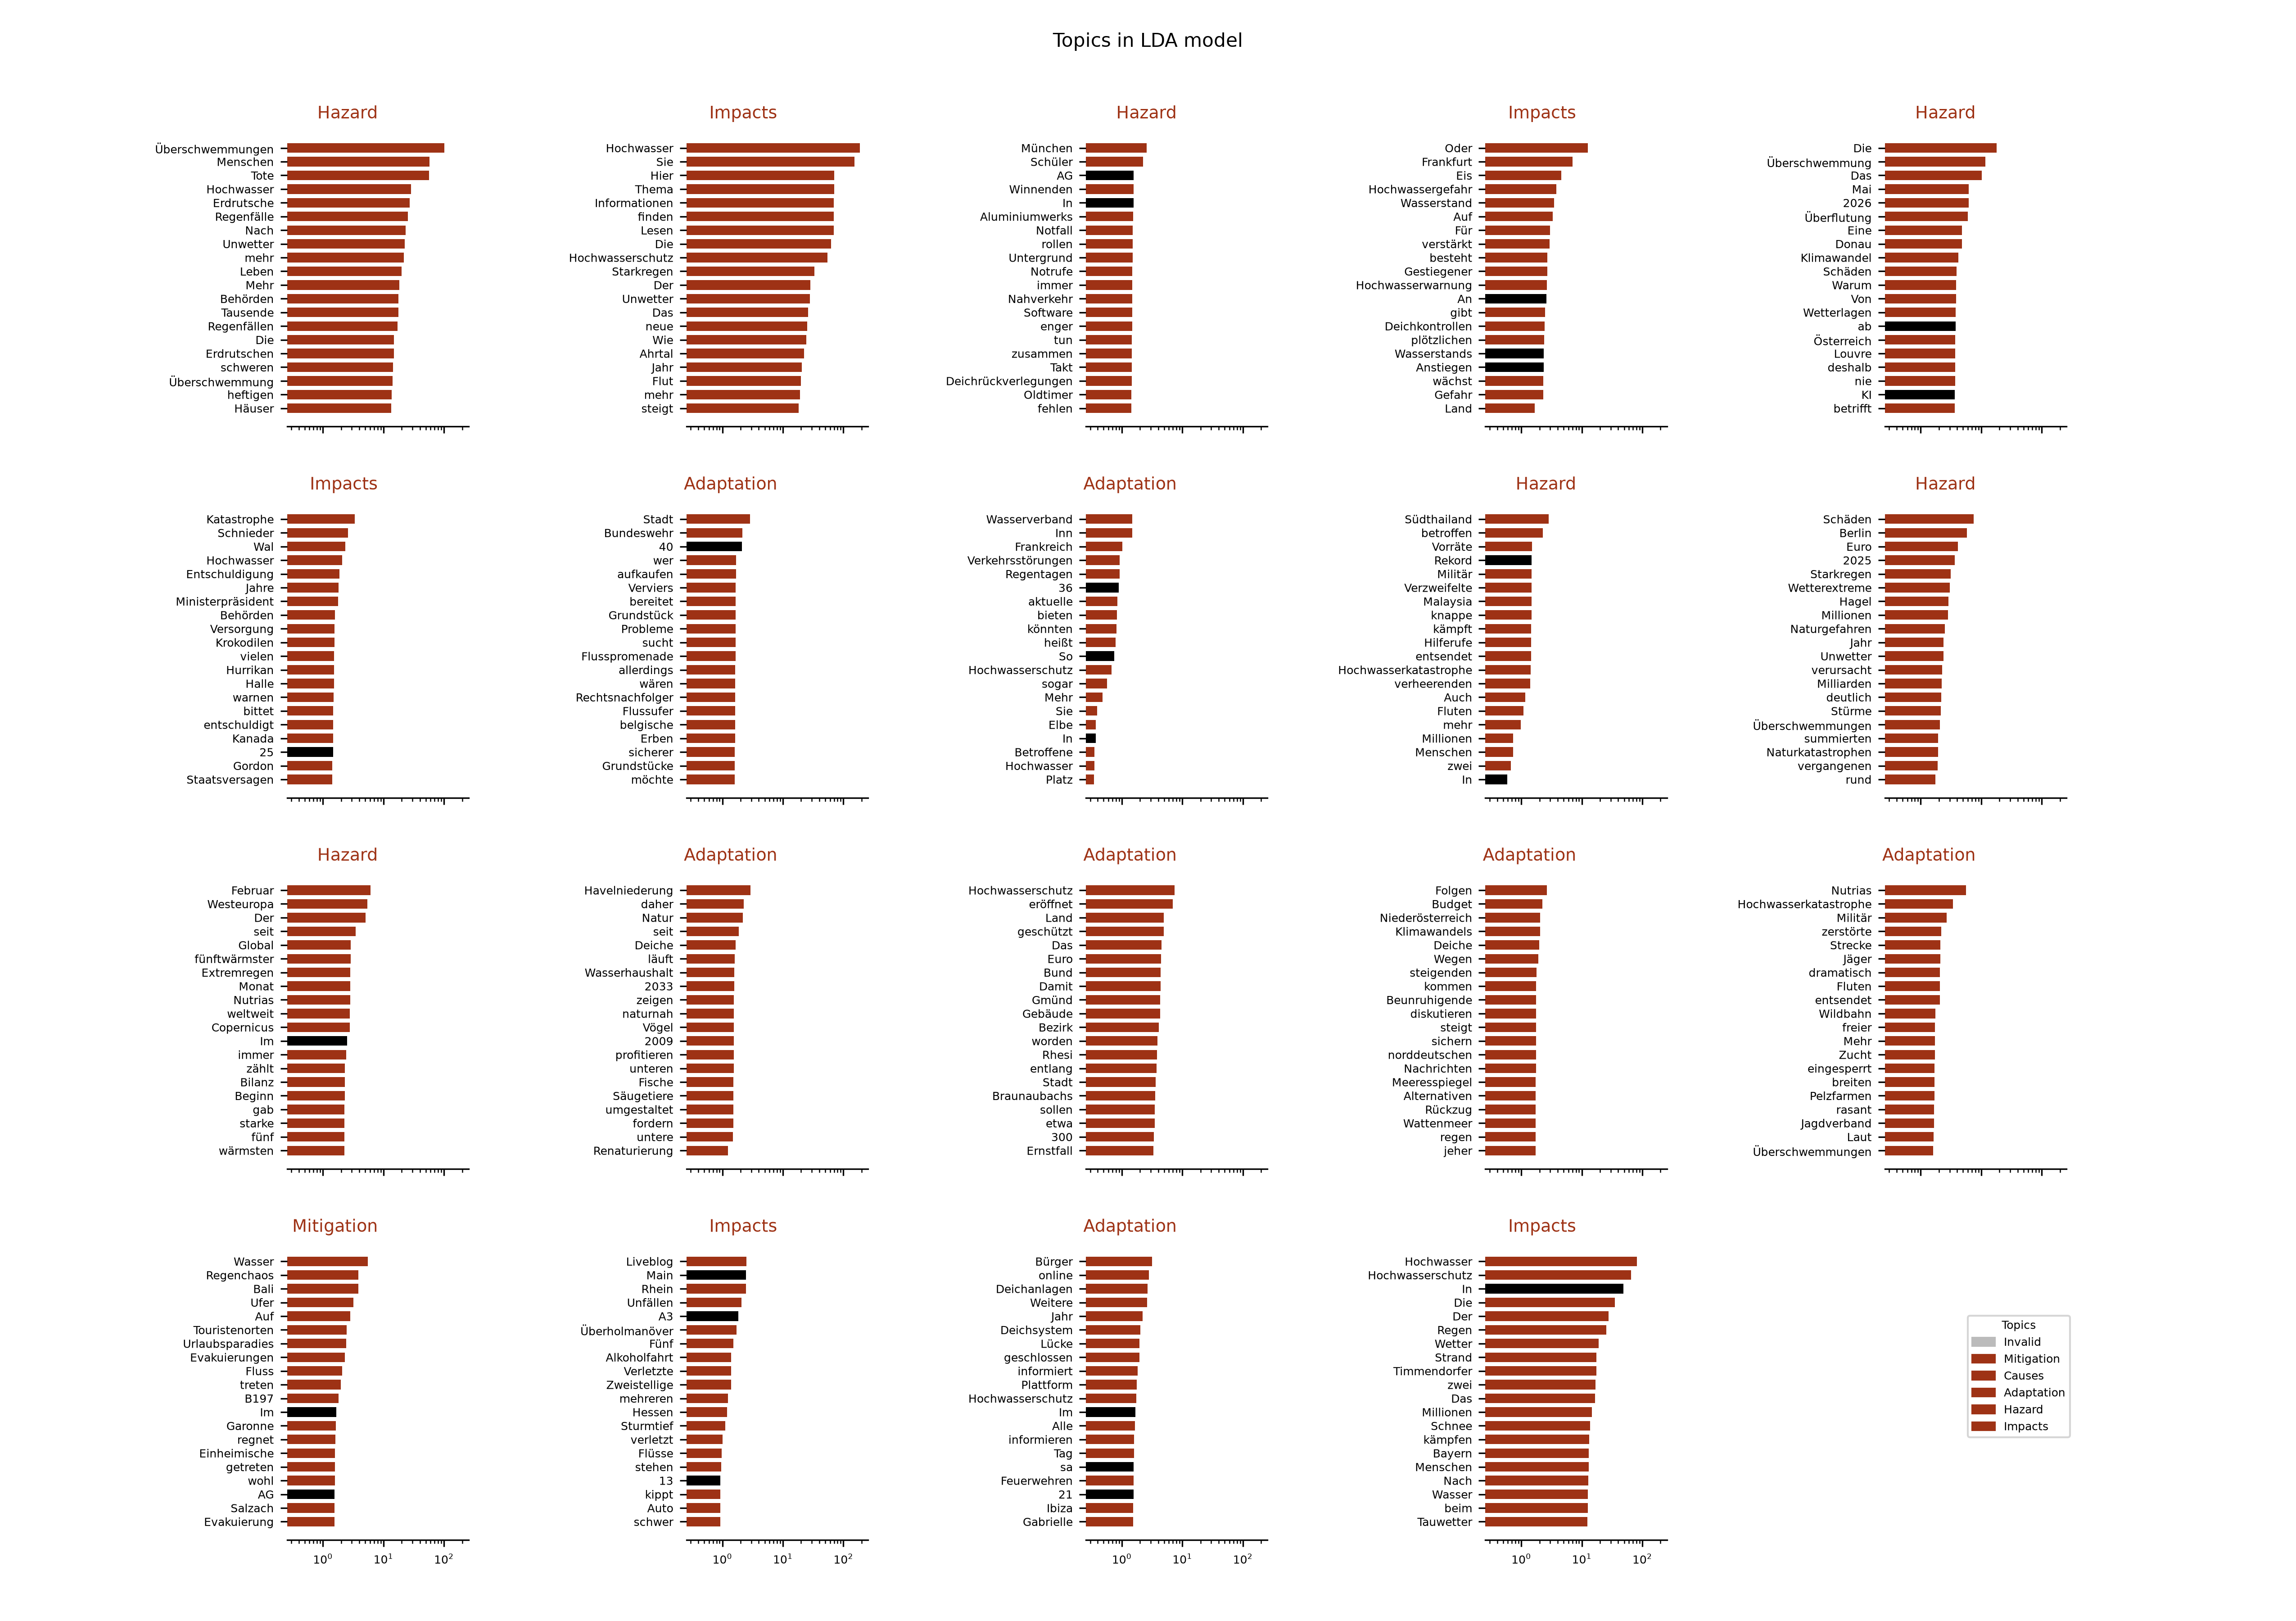 Topics in LDA model
Hazard
Überschwemmungen
Menschen
Tote
Hochwasser
Erdrutsche
Regenfälle
Nach
Unwetter
mehr
Leben
Mehr
Behörden
Tausende
Regenfällen
Die
Erdrutschen
schweren
Überschwemmung
heftigen
Häuser
Impacts
Hochwasser
Sie
Hier
Thema
Informationen
finden
Lesen
Die
Hochwasserschutz
Starkregen
Der
Unwetter
Das
neue
Wie
Ahrtal
Jahr
Flut
mehr
steigt
Hazard
München
Schüler
AG
Winnenden
In
Aluminiumwerks
Notfall
rollen
Untergrund
Notrufe
immer
Nahverkehr
Software
enger
tun
zusammen
Takt
Deichrückverlegungen
Oldtimer
fehlen
Impacts
Oder
Frankfurt
Eis
Hochwassergefahr
Wasserstand
Auf
Für
verstärkt
besteht
Gestiegener
Hochwasserwarnung
An
gibt
Deichkontrollen
plötzlichen
Wasserstands
Anstiegen
wächst
Gefahr
Land
Hazard
Die
Überschwemmung
Das
Mai
2026
Überflutung
Eine
Donau
Klimawandel
Schäden
Warum
Von
Wetterlagen
ab
Österreich
Louvre
deshalb
nie
KI
betrifft
Impacts
Katastrophe
Schnieder
Wal
Hochwasser
Entschuldigung
Jahre
Ministerpräsident
Behörden
Versorgung
Krokodilen
vielen
Hurrikan
Halle
warnen
bittet
entschuldigt
Kanada
25
Gordon
Staatsversagen
Adaptation
Stadt
Bundeswehr
40
wer
aufkaufen
Verviers
bereitet
Grundstück
Probleme
sucht
Flusspromenade
allerdings
wären
Rechtsnachfolger
Flussufer
belgische
Erben
sicherer
Grundstücke
möchte
Adaptation
Wasserverband
Inn
Frankreich
Verkehrsstörungen
Regentagen
36
aktuelle
bieten
könnten
heißt
So
Hochwasserschutz
sogar
Mehr
Sie
Elbe
In
Betroffene
Hochwasser
Platz
Hazard
Südthailand
betroffen
Vorräte
Rekord
Militär
Verzweifelte
Malaysia
knappe
kämpft
Hilferufe
entsendet
Hochwasserkatastrophe
verheerenden
Auch
Fluten
mehr
Millionen
Menschen
zwei
In
Hazard
Schäden
Berlin
Euro
2025
Starkregen
Wetterextreme
Hagel
Millionen
Naturgefahren
Jahr
Unwetter
verursacht
Milliarden
deutlich
Stürme
Überschwemmungen
summierten
Naturkatastrophen
vergangenen
rund
Hazard
Februar
Westeuropa
Der
seit
Global
fünftwärmster
Extremregen
Monat
Nutrias
weltweit
Copernicus
Im
immer
zählt
Bilanz
Beginn
gab
starke
fünf
wärmsten
Adaptation
Havelniederung
daher
Natur
seit
Deiche
läuft
Wasserhaushalt
2033
zeigen
naturnah
Vögel
2009
profitieren
unteren
Fische
Säugetiere
umgestaltet
fordern
untere
Renaturierung
Adaptation
Hochwasserschutz
eröffnet
Land
geschützt
Das
Euro
Bund
Damit
Gmünd
Gebäude
Bezirk
worden
Rhesi
entlang
Stadt
Braunaubachs
sollen
etwa
300
Ernstfall
Adaptation
Folgen
Budget
Niederösterreich
Klimawandels
Deiche
Wegen
steigenden
kommen
Beunruhigende
diskutieren
steigt
sichern
norddeutschen
Nachrichten
Meeresspiegel
Alternativen
Rückzug
Wattenmeer
regen
jeher
Adaptation
Nutrias
Hochwasserkatastrophe
Militär
zerstörte
Strecke
Jäger
dramatisch
Fluten
entsendet
Wildbahn
freier
Mehr
Zucht
eingesperrt
breiten
Pelzfarmen
rasant
Jagdverband
Laut
Überschwemmungen
Mitigation
Wasser
Regenchaos
Bali
Ufer
Auf
Touristenorten
Urlaubsparadies
Evakuierungen
Fluss
treten
B197
Im
Garonne
regnet
Einheimische
getreten
wohl
AG
Salzach
Evakuierung
10⁰ 10¹ 10²
Impacts
Liveblog
Main
Rhein
Unfällen
A3
Überholmanöver
Fünf
Alkoholfahrt
Verletzte
Zweistellige
mehreren
Hessen
Sturmtief
verletzt
Flüsse
stehen
13
kippt
Auto
schwer
10⁰ 10¹ 10²
Adaptation
Bürger
online
Deichanlagen
Weitere
Jahr
Deichsystem
Lücke
geschlossen
informiert
Plattform
Hochwasserschutz
Im
Alle
informieren
Tag
sa
Feuerwehren
21
Ibiza
Gabrielle
10⁰ 10¹ 10²
Impacts
Hochwasser
Hochwasserschutz
In
Die
Der
Regen
Wetter
Strand
Timmendorfer
zwei
Das
Millionen
Schnee
kämpfen
Bayern
Menschen
Nach
Wasser
beim
Tauwetter
10⁰ 10¹ 10²
Topics
Invalid
Mitigation
Causes
Adaptation
Hazard
Impacts